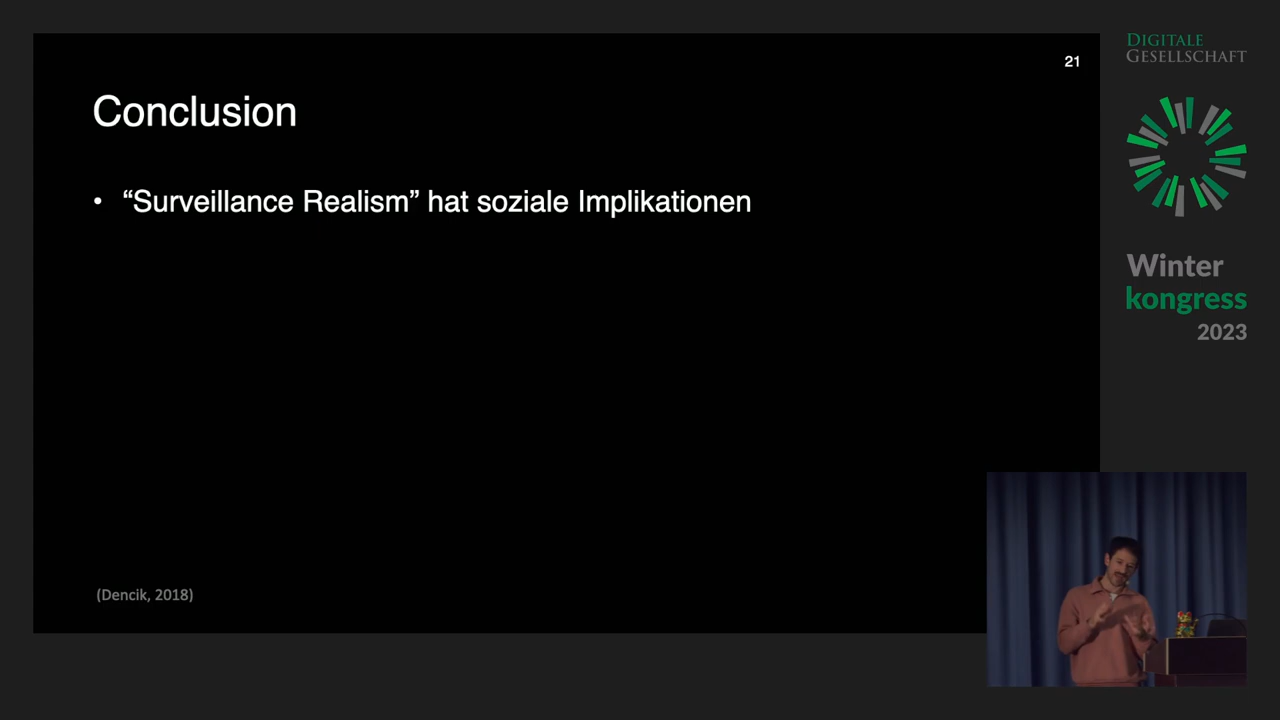 21
Conclusion
• “Surveillance Realism” hat soziale Implikationen
(Dencik, 2018)
DIGITALE
GESELLSCHAFT
Winter
kongress
2023